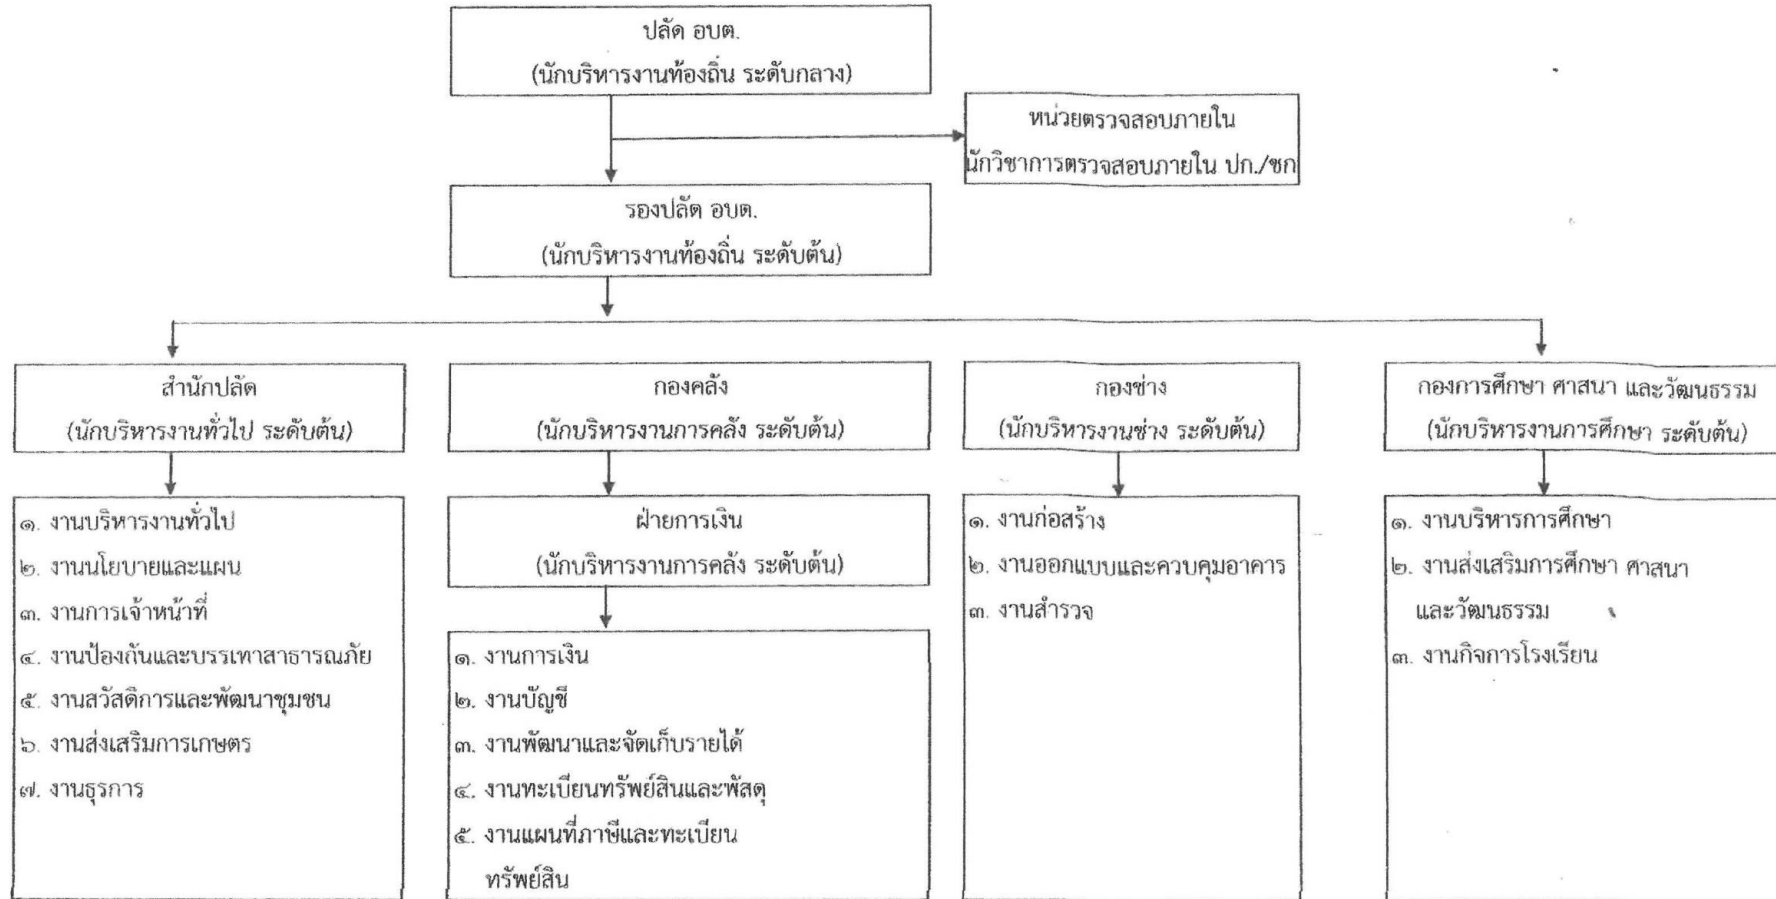 ปลัด อบต.
(นักบริหารงานท้องถิ่น ระดับกลาง)
หน่วยตรวจสอบภายใน
นักวิชาการตรวจสอบภายใน ปก./ชก
รองปลัด อบต.
(นักบริหารงานท้องถิ่น ระดับต้น)
สำนักปลัด
(นักบริหารงานทั่วไป ระดับต้น)
๑. งานบริหารงานทั่วไป
๒. งานนโยบายและแผน
๓. งานการเจ้าหน้าที่
๔. งานป้องกันและบรรเทาสาธารณภัย
๕. งานสวัสดิการและพัฒนาชุมชน
๖. งานส่งเสริมการเกษตร
๗. งานธุรการ
กองคลัง
(นักบริหารงานการคลัง ระดับต้น)
ฝ่ายการเงิน
(นักบริหารงานการคลัง ระดับต้น)
๑. งานการเงิน
๒. งานบัญชี
๓. งานพัฒนาและจัดเก็บรายได้
๔. งานทะเบียนทรัพย์สินและพัสดุ
๕. งานแผนที่ภาษีและทะเบียน
ทรัพย์สิน
กองช่าง
(นักบริหารงานช่าง ระดับต้น)
๑. งานก่อสร้าง
๒. งานออกแบบและควบคุมอาคาร
๓. งานสำรวจ
กองการศึกษา ศาสนา และวัฒนธรรม
(นักบริหารงานการศึกษา ระดับต้น)
๑. งานบริหารการศึกษา
๒. งานส่งเสริมการศึกษา ศาสนา
และวัฒนธรรม
๓. งานกิจการโรงเรียน